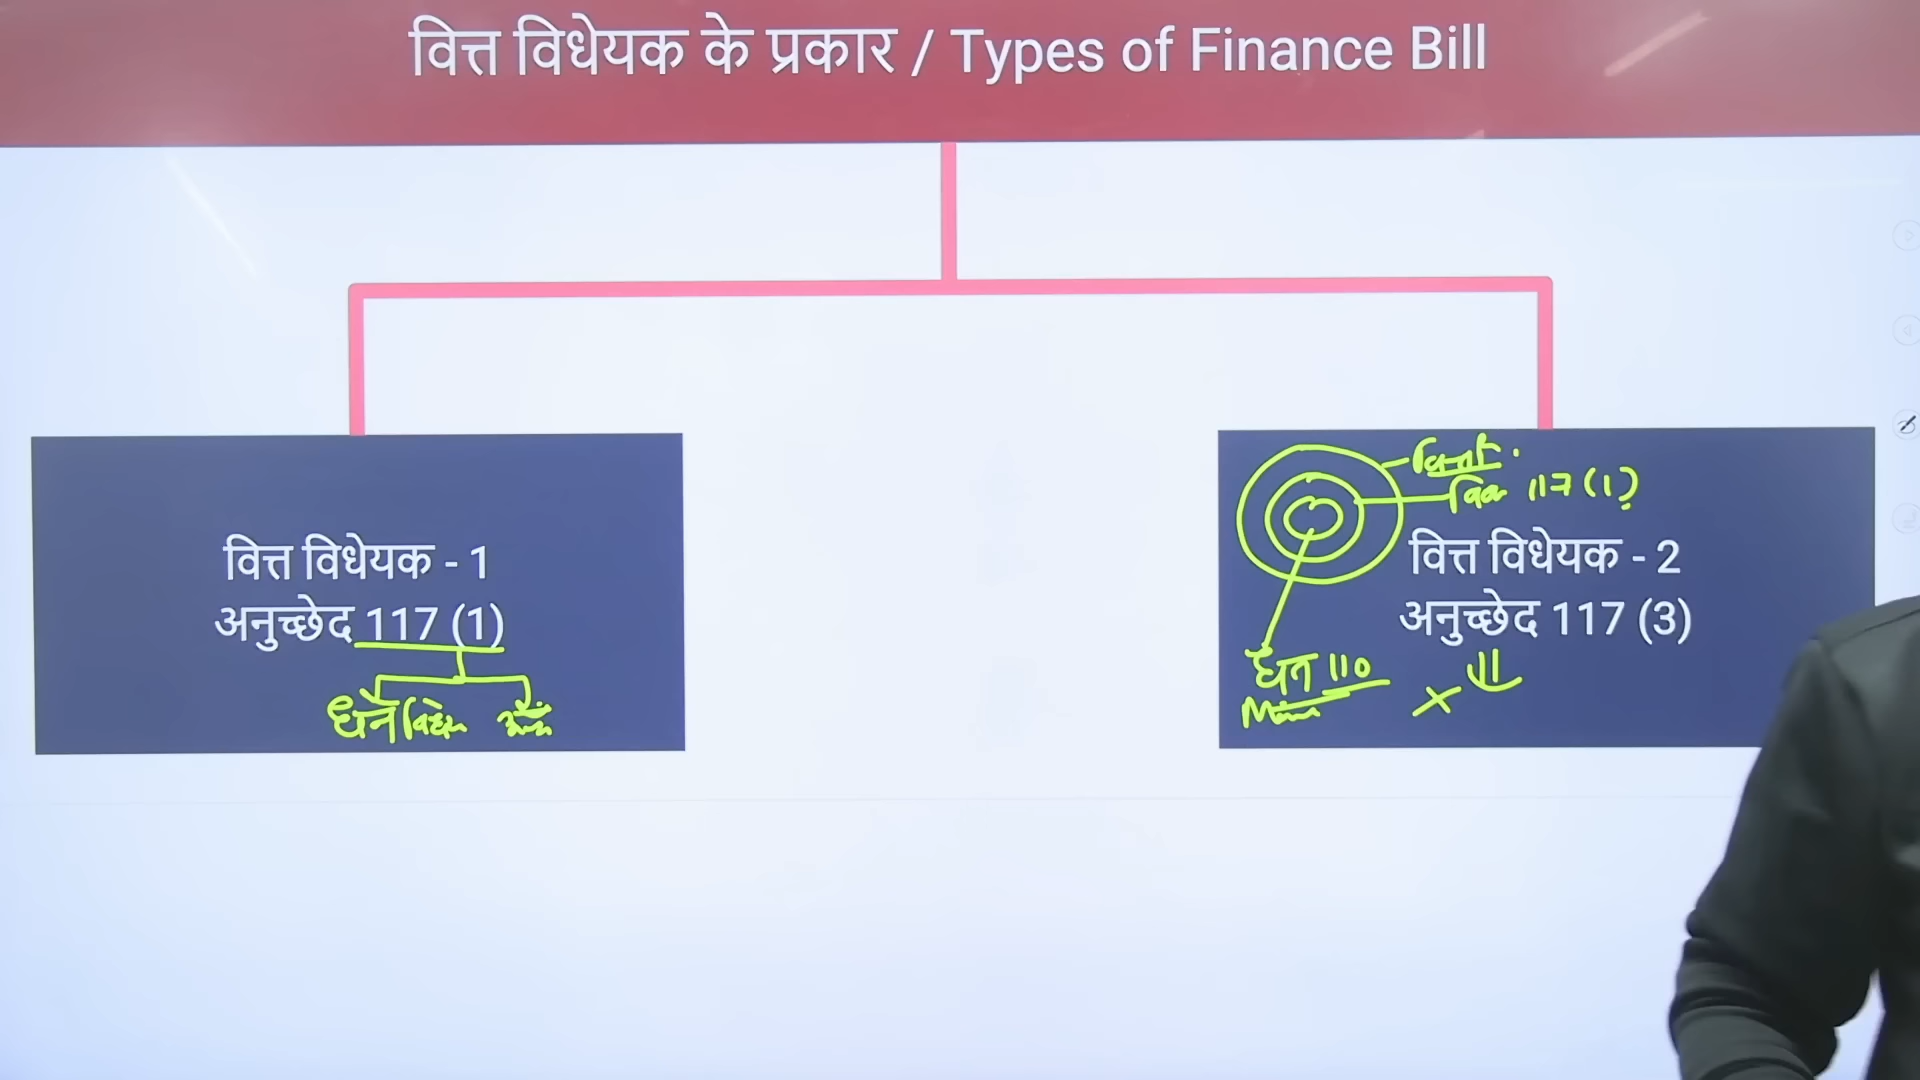 वित्त विधेयक के प्रकार / Types of Finance Bill
वित्त विधेयक - 1
अनुच्छेद 117 (1)
धन
117 (1)
वित्त विधेयक - 2
अनुच्छेद 117 (3)
धन 110